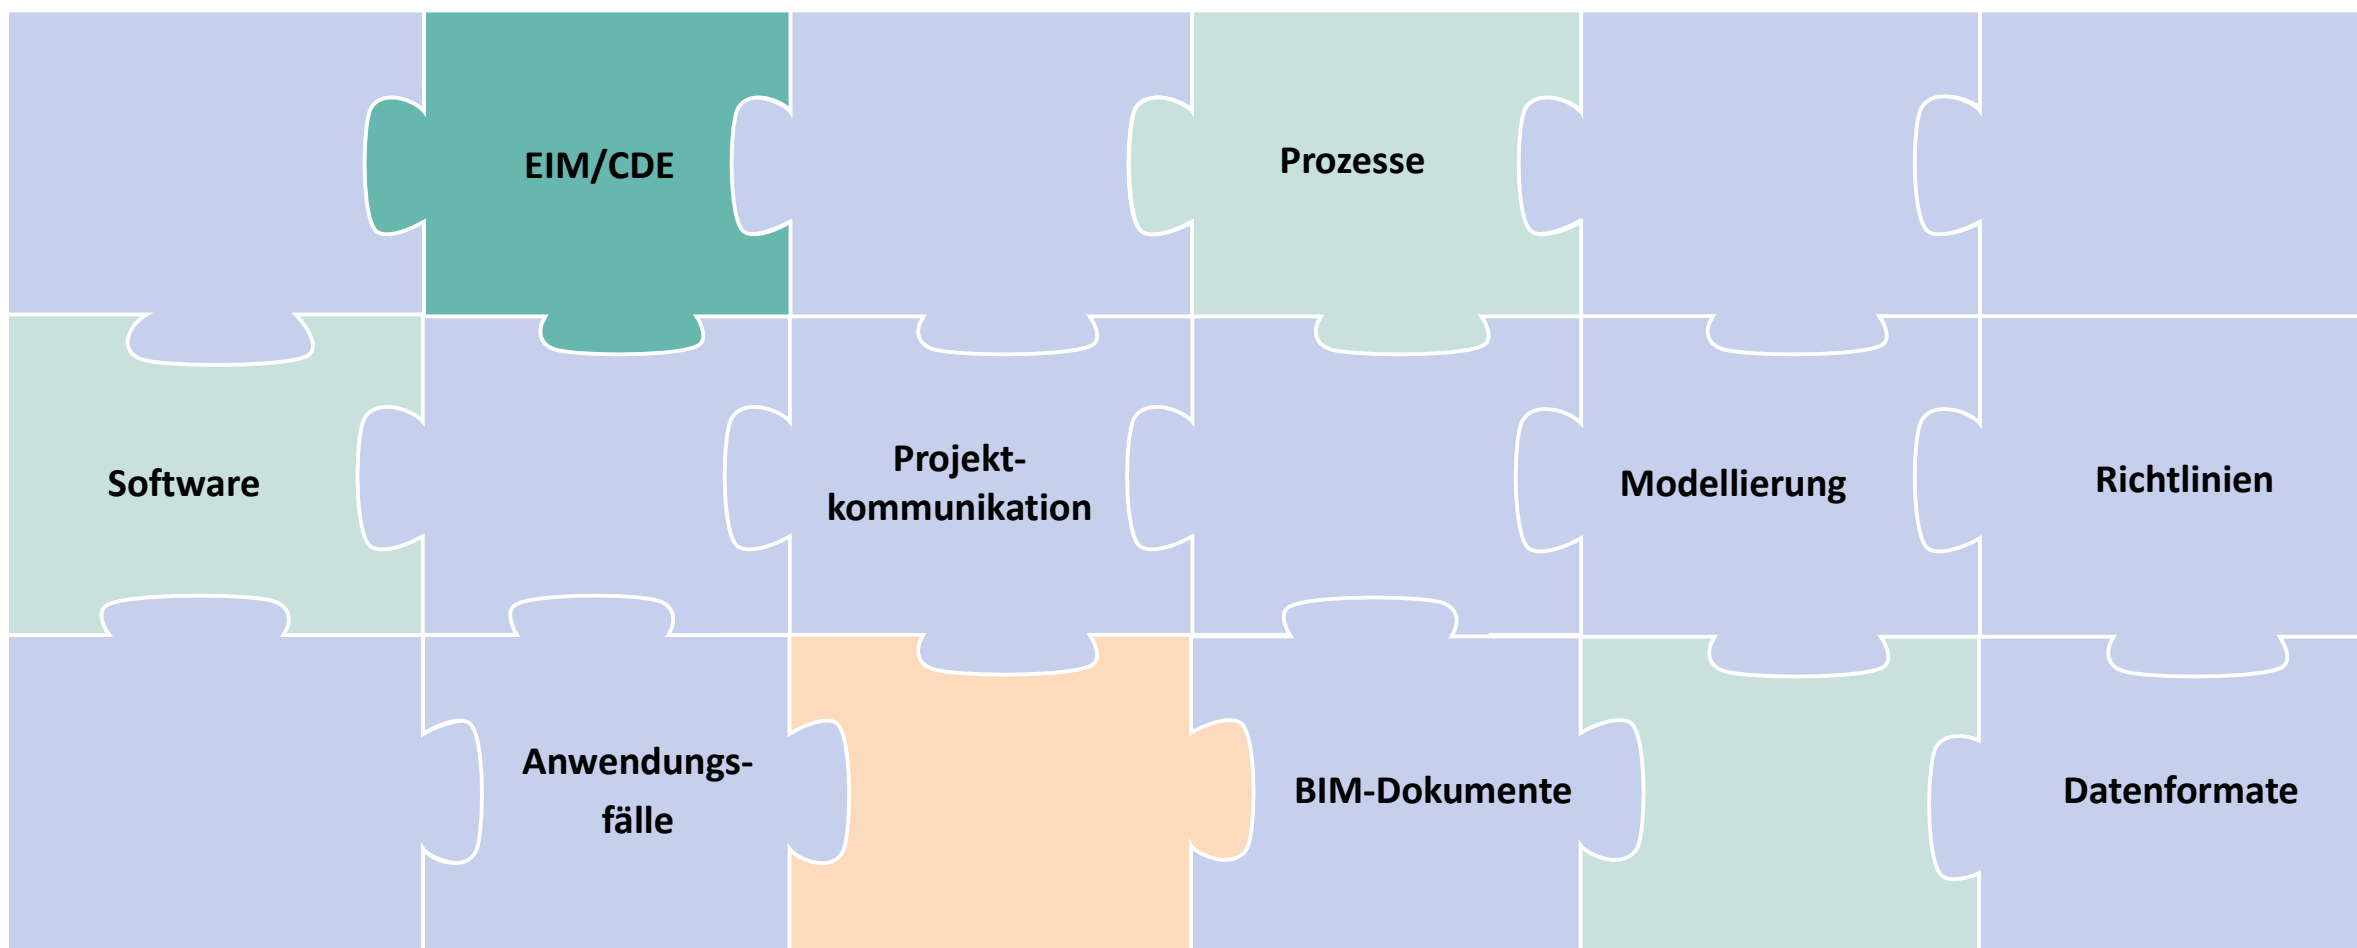 EIM/CDE
Prozesse
Software
Projekt-
kommunikation
Modellierung
Richtlinien
Anwendungs-
fälle
BIM-Dokumente
Datenformate